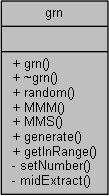 grn
+ grn()
+ ~grn()
+ random()
+ MMM()
+ MMS()
+ generate()
+ getInRange()
- setNumber()
- midExtract()